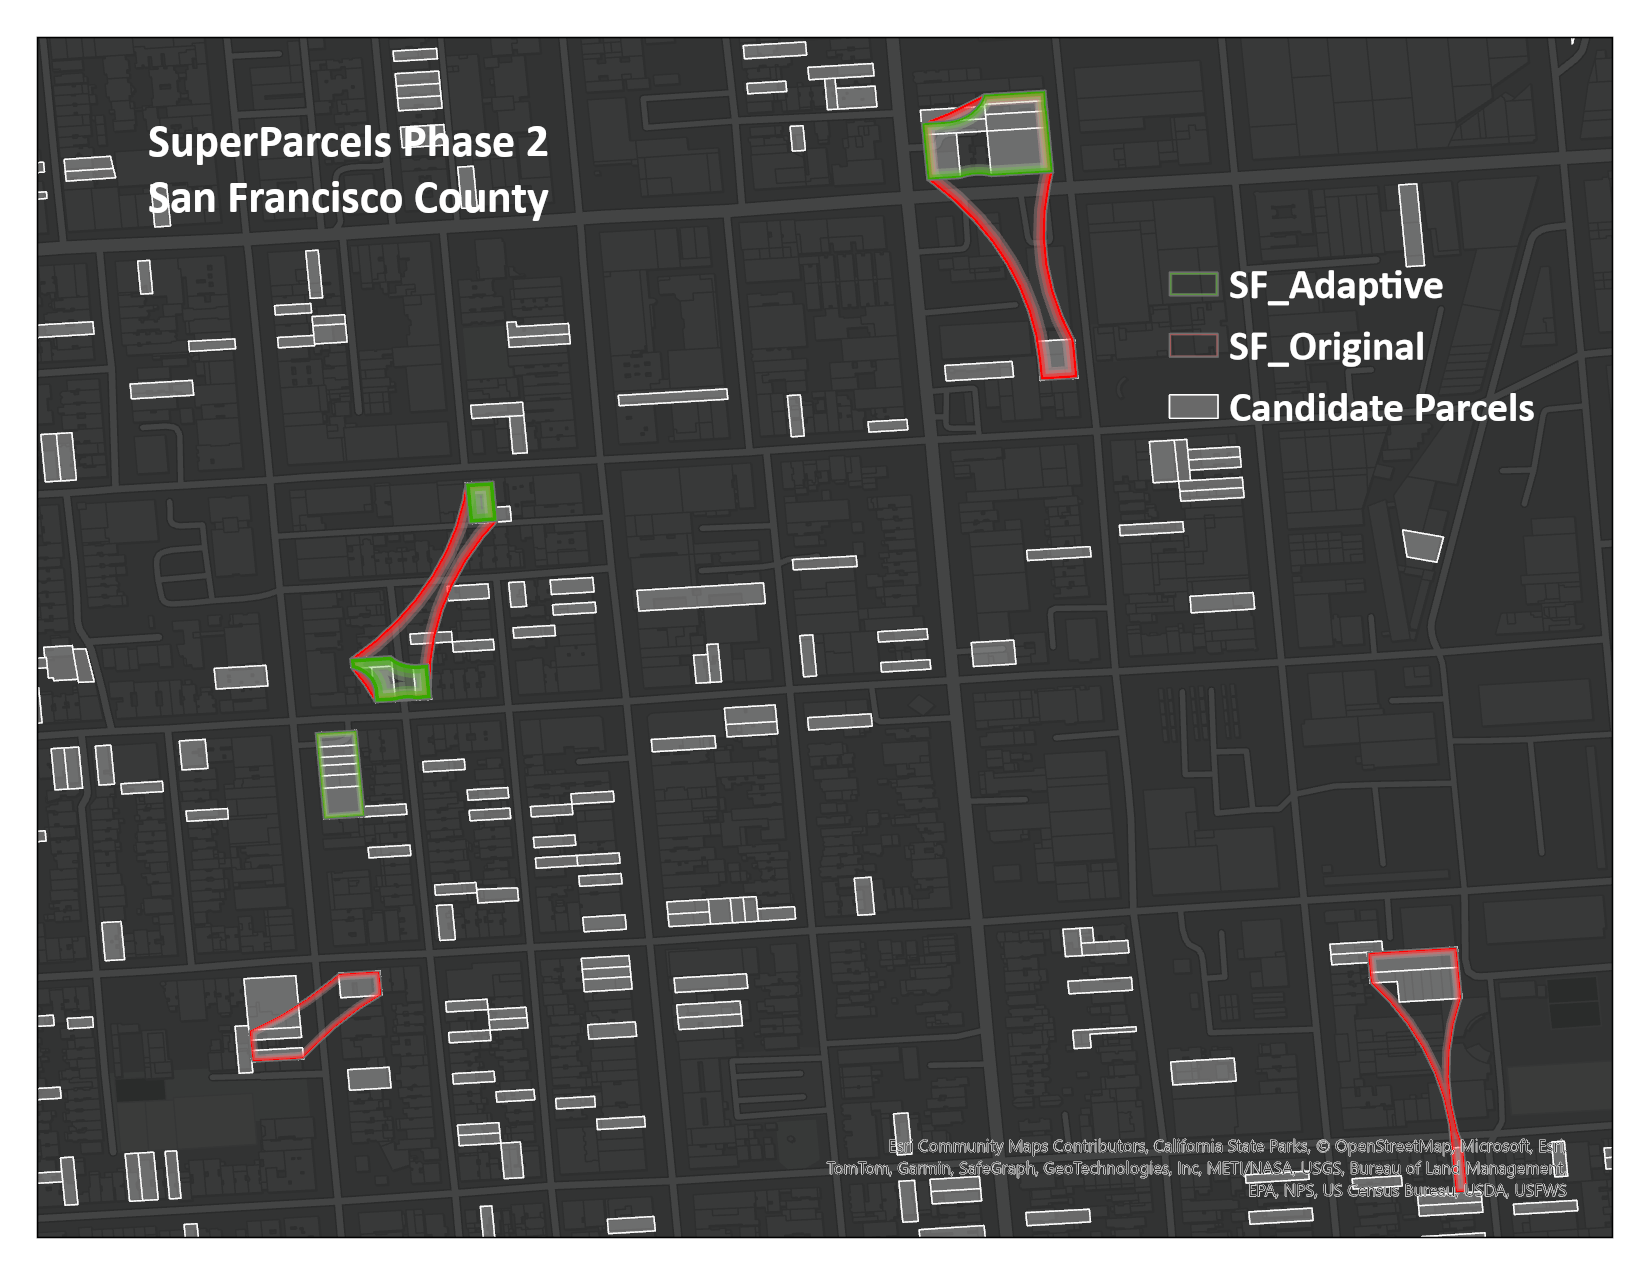 SuperParcels Phase 2
San Francisco County
SF_Adaptive
SF_Original
Candidate Parcels
Esri Community Maps Contributors, California State Parks, © OpenStreetMap, Microsoft, Esri
TomTom, Garmin, SafeGraph, GeoTechnologies, Inc, METI/NASA, USGS, Bureau of Land Management,
EPA, NPS, US Census Bureau, USDA, USFWS